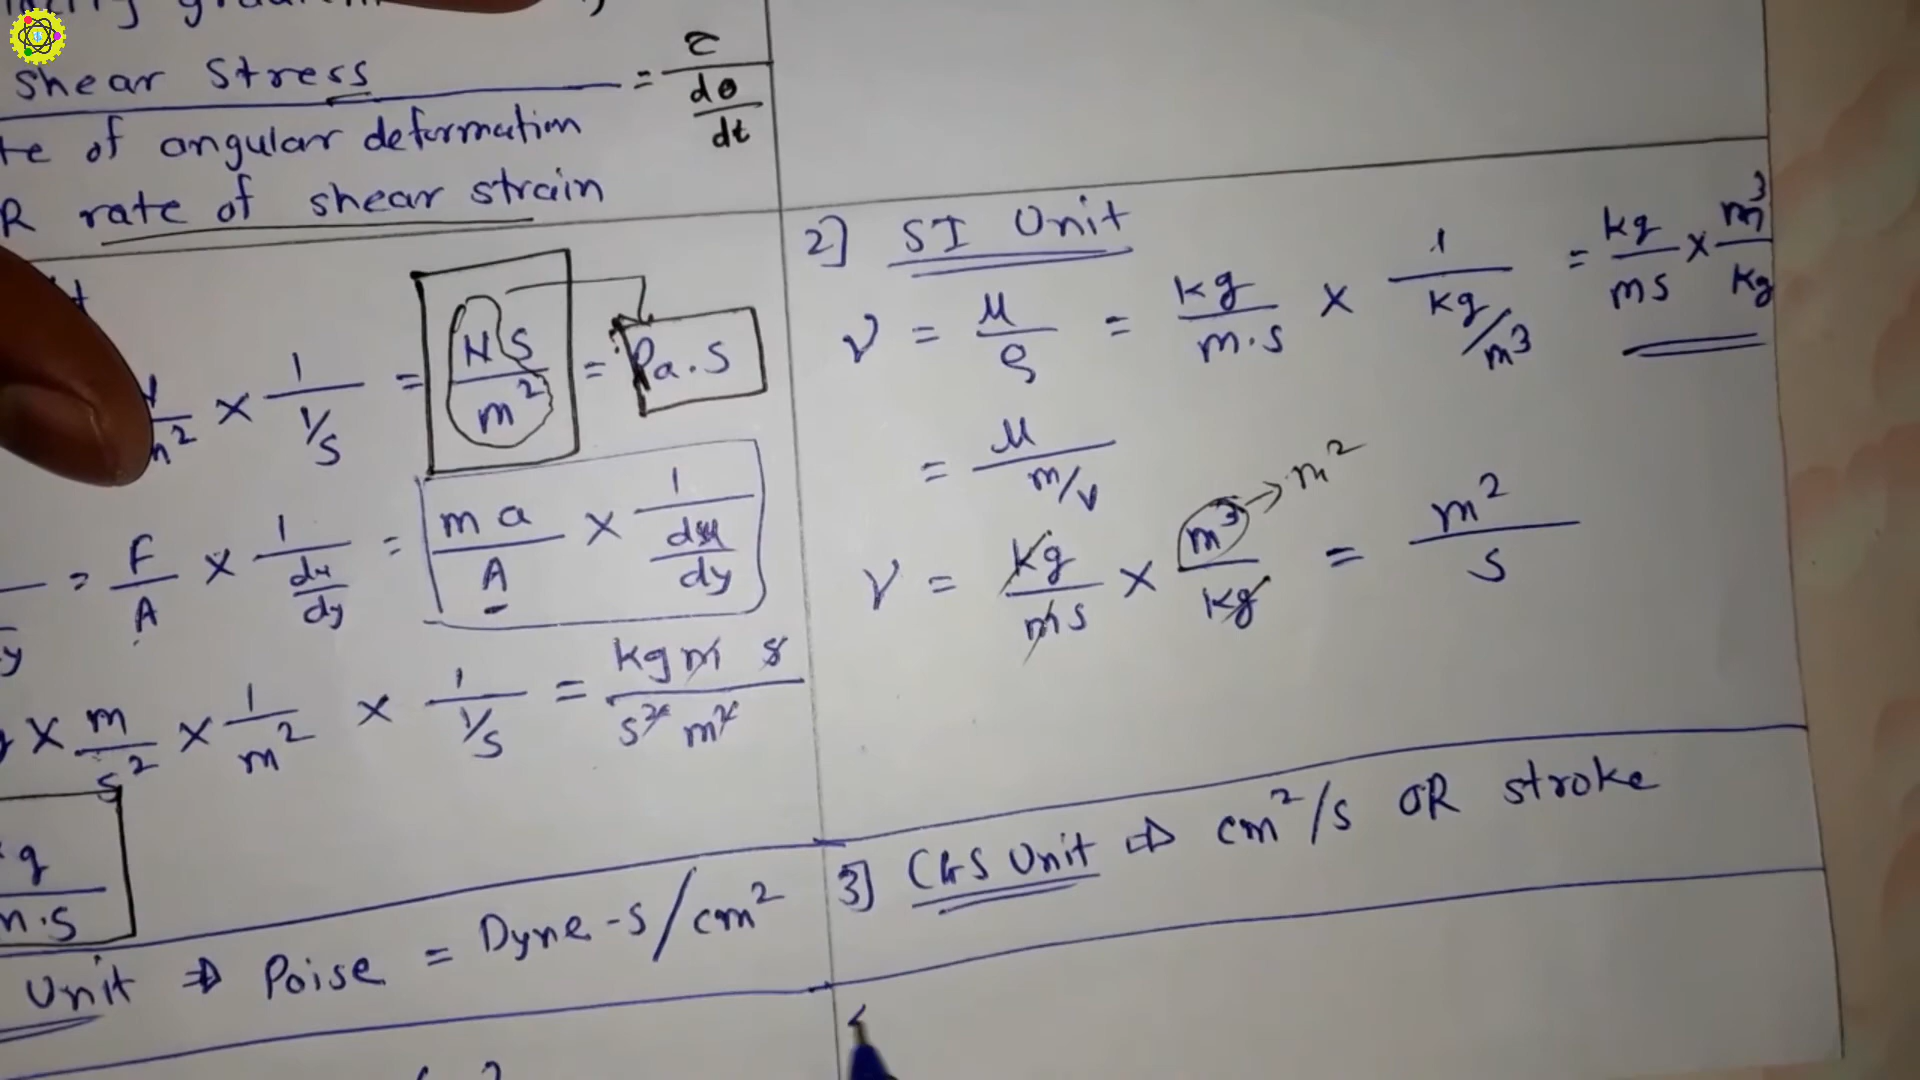 shear stress = τ / (dθ/dt)
of angular deformation
rate of shear strain
× 1 / (1/s) = N s / m² = Pa.s
= F/A × 1 / (du/dy) = m a / A × 1 / (du/dy)
× m/s² × 1/m² × 1 / (1/s) = kg m s / s² m²
Unit ⇒ Poise = Dyne-s/cm²
2] SI Unit
ν = μ/ρ = kg/m.s × 1 / (kg/m³) = kg/ms × m³/kg
= μ / (m/v)
ν = kg/ms × m³/kg = m²/s
→ m²
3] CGS Unit ⇒ cm²/s OR stroke